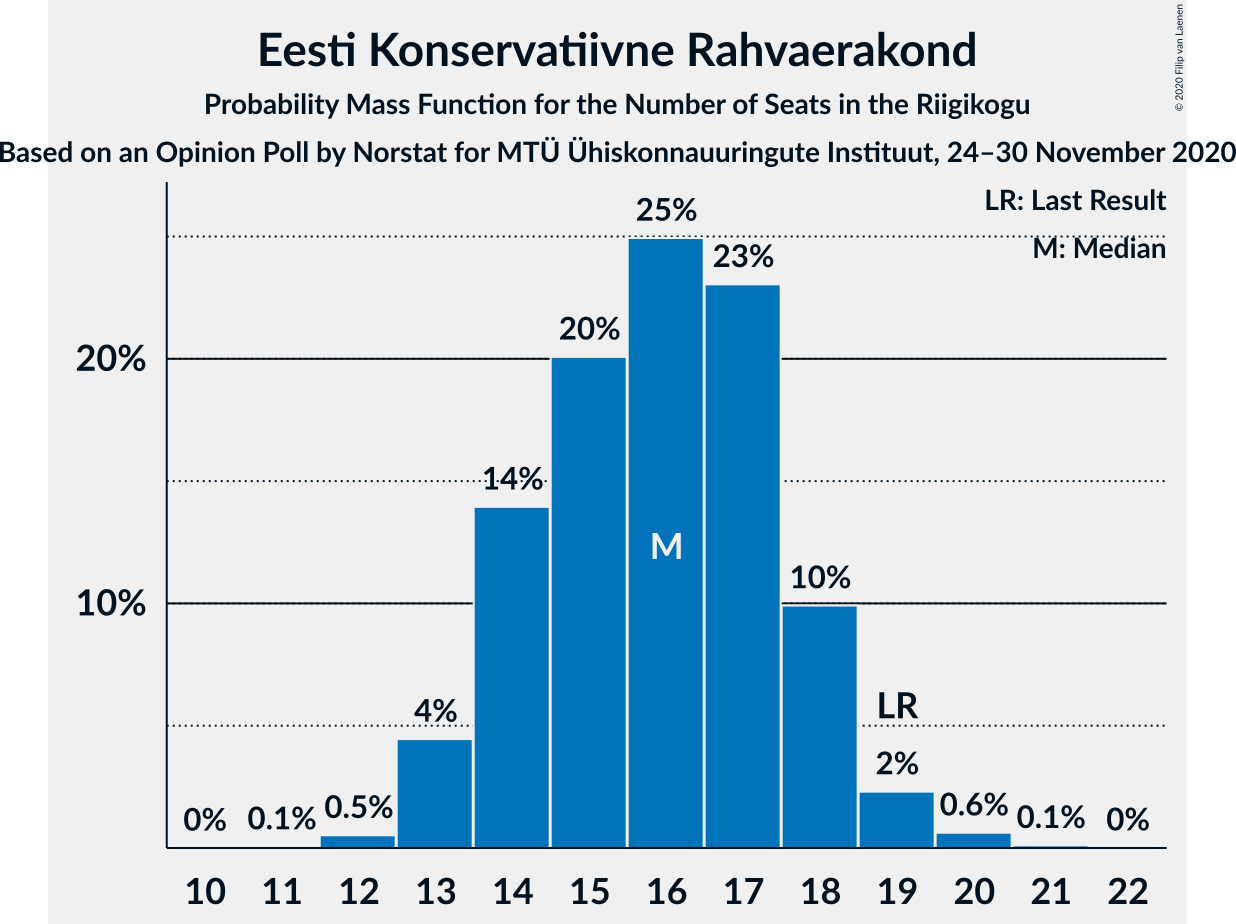 Eesti Konservatiivne Rahvaerakond
Probability Mass Function for the Number of Seats in the Riigikogu
Based on an Opinion Poll by Norstat for MTÜ Ühiskonnauuringute Instituut, 24–30 November 2020
© 2020 Filip van Laenen
LR: Last Result
M: Median
25%
23%
20%
20%
14%
M
10%
10%
4%
LR
2%
0%
0.1%
0.5%
0.6%
0.1%
0%
10 11 12 13 14 15 16 17 18 19 20 21 22